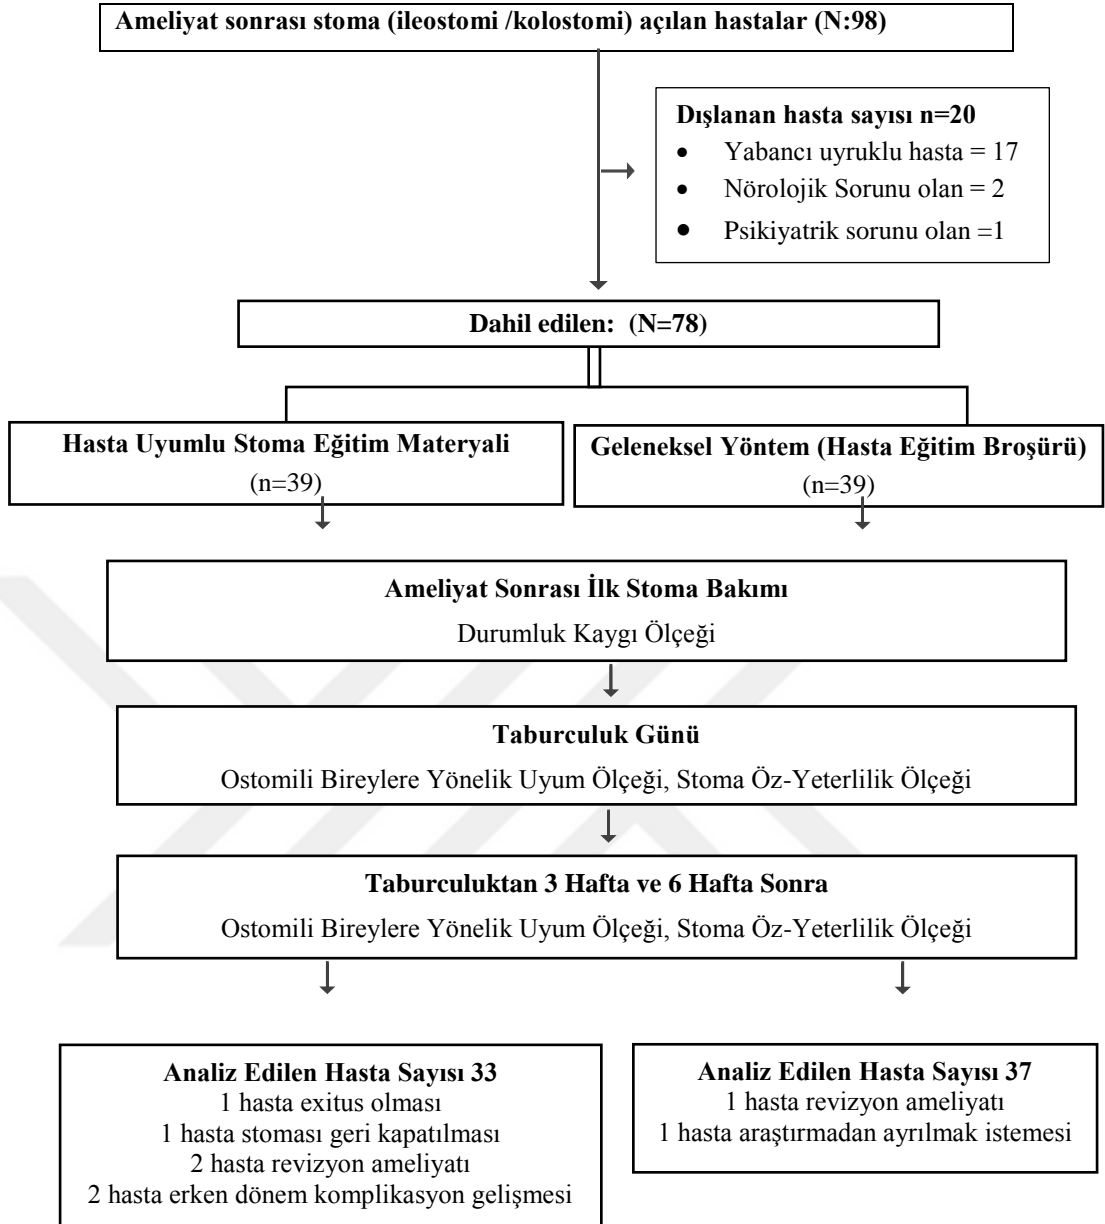 Ameliyat sonrası stoma (ileostomi /kolostomi) açılan hastalar (N:98)
Dışlanan hasta sayısı n=20
• Yabancı uyruklu hasta = 17
• Nörolojik Sorunu olan = 2
• Psikiyatrik sorunu olan =1
Dahil edilen: (N=78)
Hasta Uyumlu Stoma Eğitim Materyali
(n=39)
Geleneksel Yöntem (Hasta Eğitim Broşürü)
(n=39)
Ameliyat Sonrası İlk Stoma Bakımı
Durumluk Kaygı Ölçeği
Taburculuk Günü
Ostomili Bireylere Yönelik Uyum Ölçeği, Stoma Öz-Yeterlilik Ölçeği
Taburculuktan 3 Hafta ve 6 Hafta Sonra
Ostomili Bireylere Yönelik Uyum Ölçeği, Stoma Öz-Yeterlilik Ölçeği
Analiz Edilen Hasta Sayısı 33
1 hasta exitus olması
1 hasta stoması geri kapatılması
2 hasta revizyon ameliyatı
2 hasta erken dönem komplikasyon gelişmesi
Analiz Edilen Hasta Sayısı 37
1 hasta revizyon ameliyatı
1 hasta araştırmadan ayrılmak istemesi